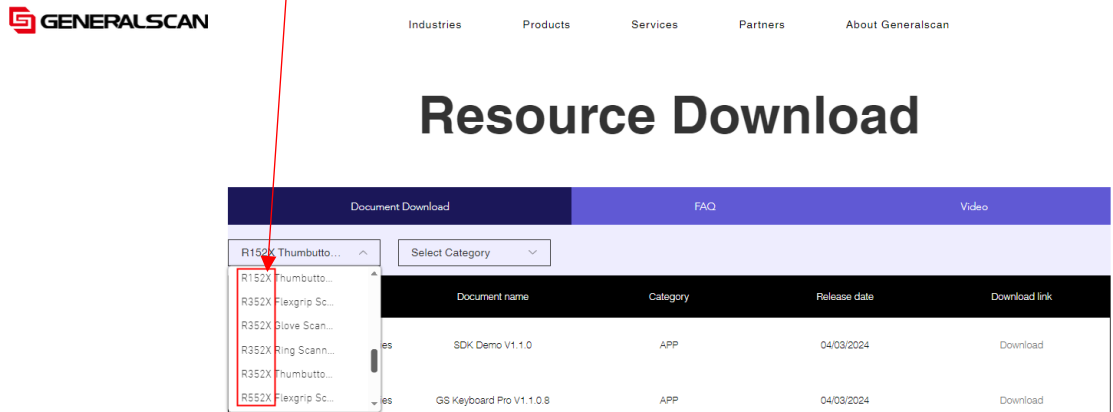 GENERALSCAN
Industries Products Services Partners About Generalscan
Resource Download
Document Download FAQ Video
R152X Thumbutto... Select Category
R152X Thumbutto...
R352X Flexgrip Sc...
R352X Glove Scan...
R352X Ring Scann...
R352X Thumbutto...
R552X Flexgrip Sc...
Document name Category Release date Download link
es SDK Demo V1.1.0 APP 04/03/2024 Download
es GS Keyboard Pro V1.1.0.8 APP 04/03/2024 Download